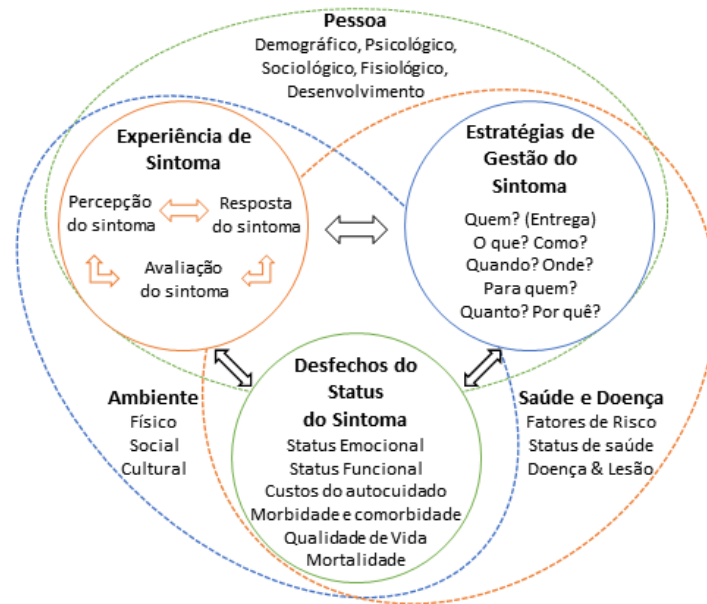 Pessoa
Demográfico, Psicológico,
Sociológico, Fisiológico,
Desenvolvimento
Experiência de
Sintoma
Percepção
do sintoma
Resposta
do sintoma
Avaliação
do sintoma
Estratégias de
Gestão do
Sintoma
Quem? (Entrega)
O que? Como?
Quando? Onde?
Para quem?
Quanto? Por quê?
Ambiente
Físico
Social
Cultural
Desfechos do
Status
do Sintoma
Status Emocional
Status Funcional
Custos do autocuidado
Morbidade e comorbidade
Qualidade de Vida
Mortalidade
Saúde e Doença
Fatores de Risco
Status de saúde
Doença & Lesão